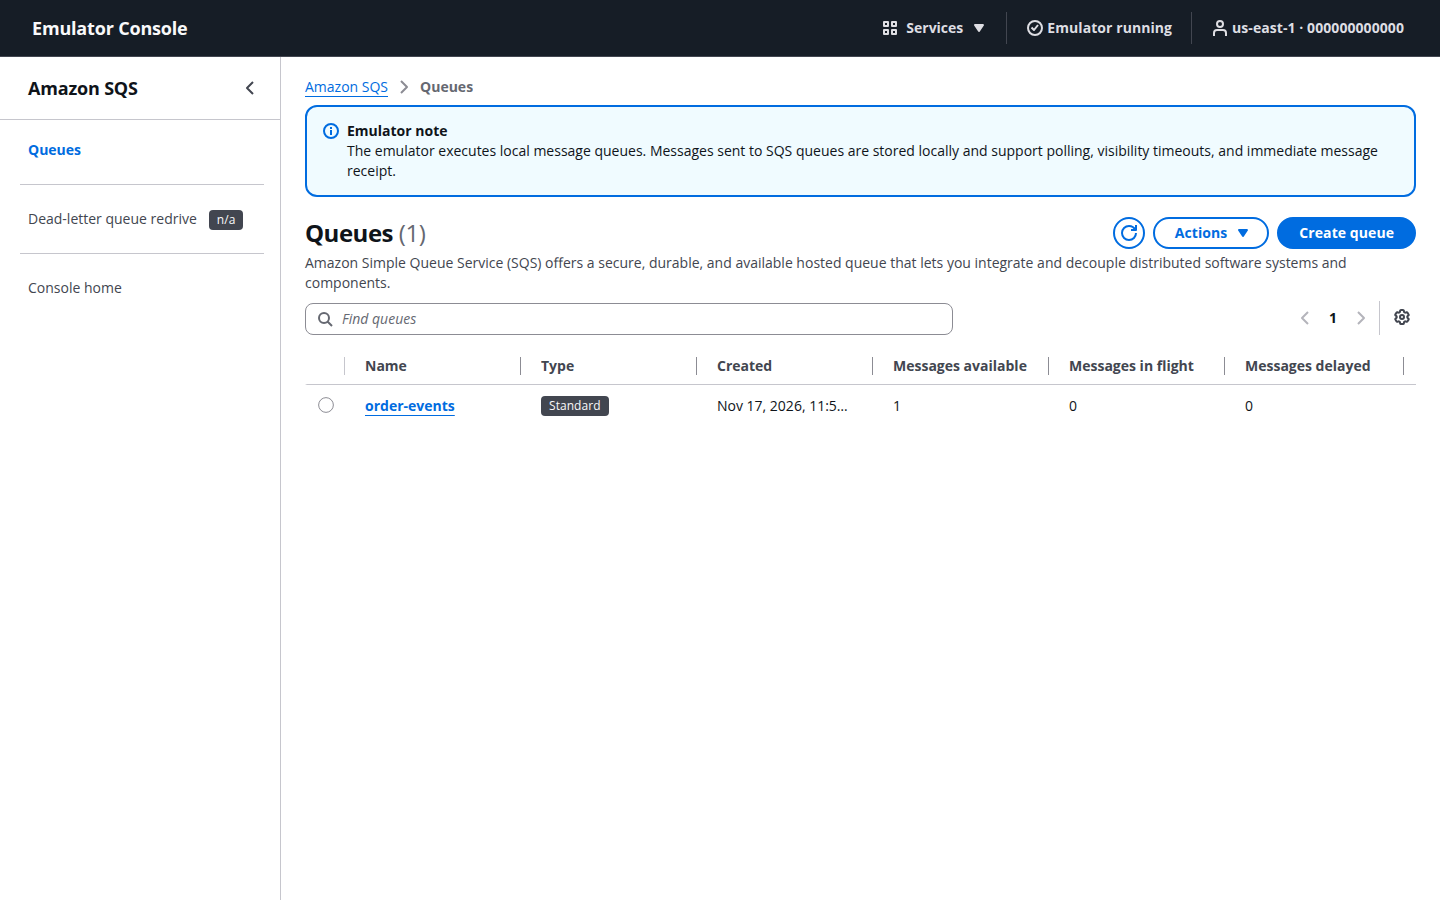 Emulator Console
Services
Emulator running
us-east-1 · 000000000000
Amazon SQS
Queues
Dead-letter queue redrive n/a
Console home
Amazon SQS > Queues
Emulator note
The emulator executes local message queues. Messages sent to SQS queues are stored locally and support polling, visibility timeouts, and immediate message
receipt.
Queues (1)
Actions
Create queue
Amazon Simple Queue Service (SQS) offers a secure, durable, and available hosted queue that lets you integrate and decouple distributed software systems and
components.
Find queues
1
Name Type Created Messages available Messages in flight Messages delayed
order-events Standard Nov 17, 2026, 11:5... 1 0 0